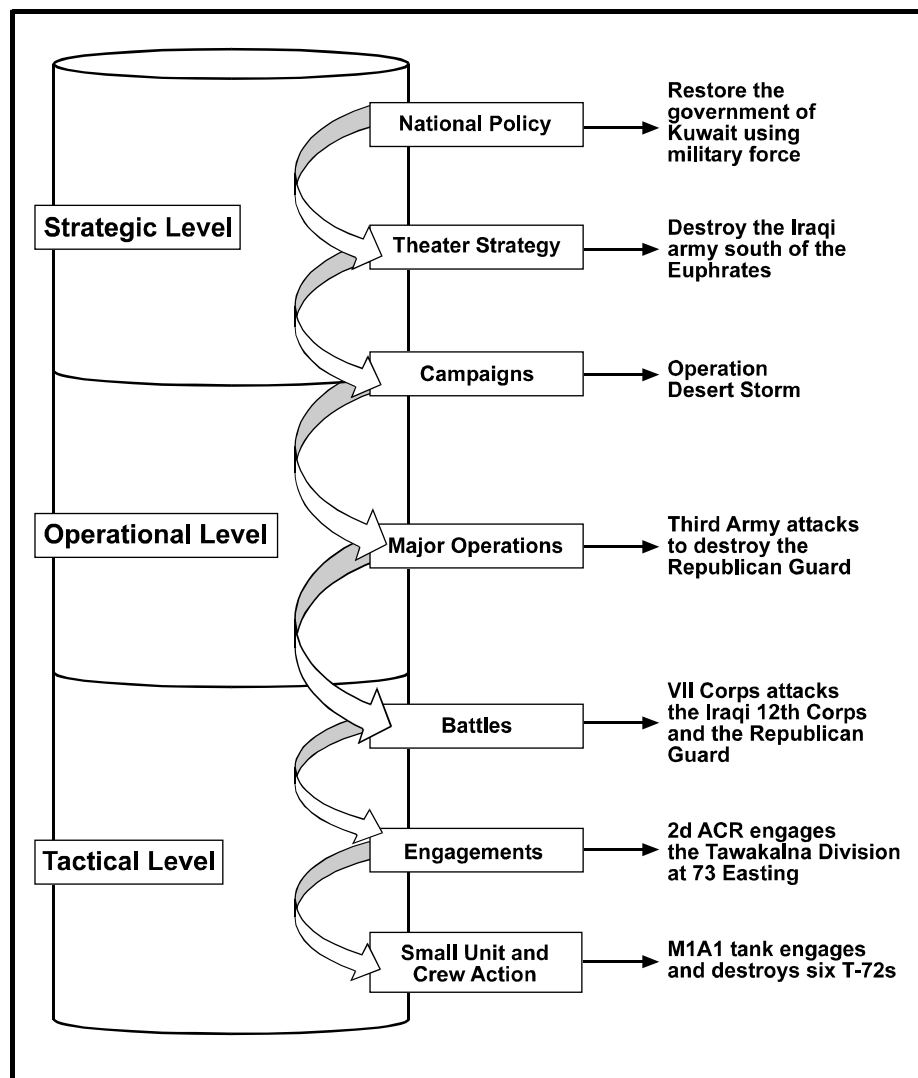 National Policy
Restore the
government of
Kuwait using
military force
Strategic Level
Theater Strategy
Destroy the Iraqi
army south of the
Euphrates
Campaigns
Operation
Desert Storm
Operational Level
Major Operations
Third Army attacks
to destroy the
Republican Guard
Battles
VII Corps attacks
the Iraqi 12th Corps
and the Republican
Guard
Tactical Level
Engagements
2d ACR engages
the Tawakalna Division
at 73 Easting
Small Unit and
Crew Action
M1A1 tank engages
and destroys six T-72s